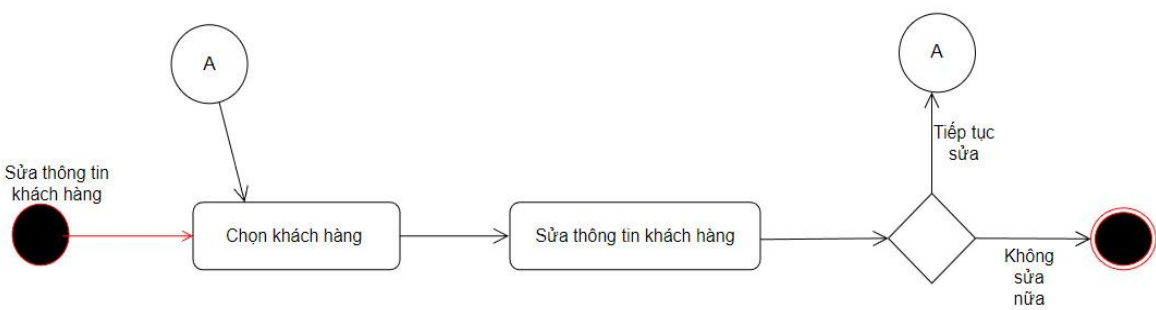 A
A
Tiếp tục
sửa
Sửa thông tin
khách hàng
Chọn khách hàng
Sửa thông tin khách hàng
Không
sửa
nữa